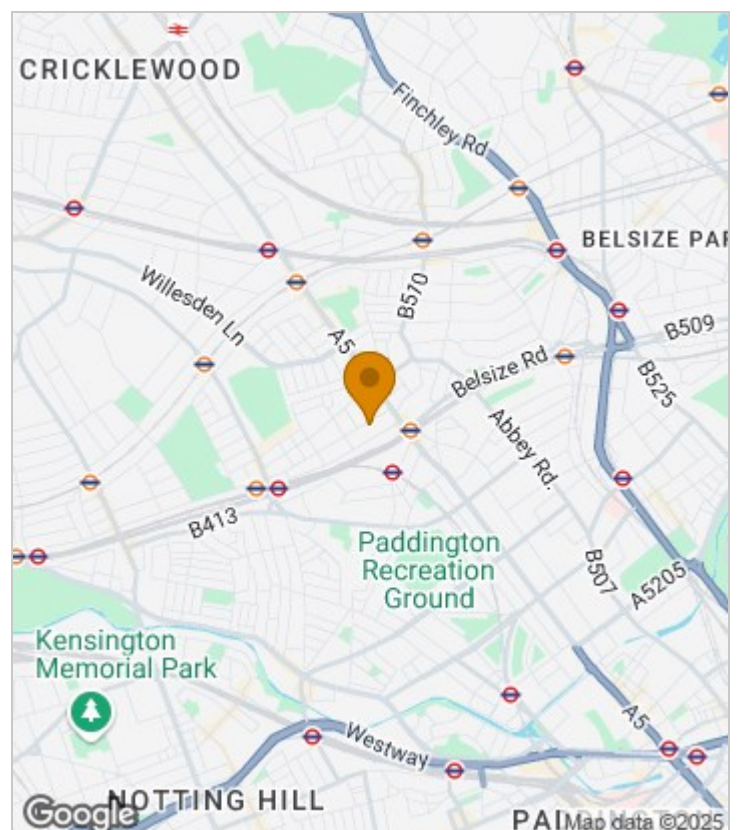 CRICKLEWOOD
Finchley Rd
BELSIZE PAR
Willesden Ln
B570
A5
B509
Belsize Rd
B525
Abbey Rd.
B413
Paddington
Recreation
Ground
B507
A5205
Kensington
Memorial Park
A5
Westway
NOTTING HILL
Google
Map data ©2025